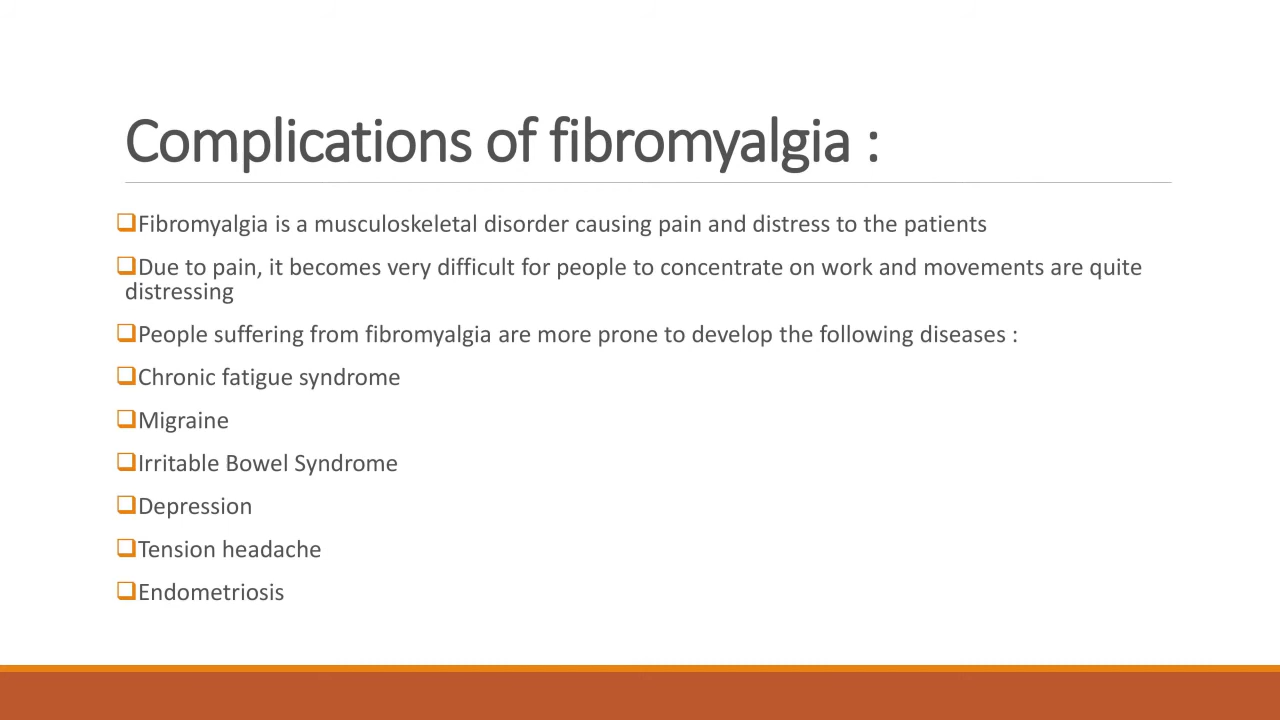 Complications of fibromyalgia :
❑Fibromyalgia is a musculoskeletal disorder causing pain and distress to the patients
❑Due to pain, it becomes very difficult for people to concentrate on work and movements are quite
distressing
❑People suffering from fibromyalgia are more prone to develop the following diseases :
❑Chronic fatigue syndrome
❑Migraine
❑Irritable Bowel Syndrome
❑Depression
❑Tension headache
❑Endometriosis